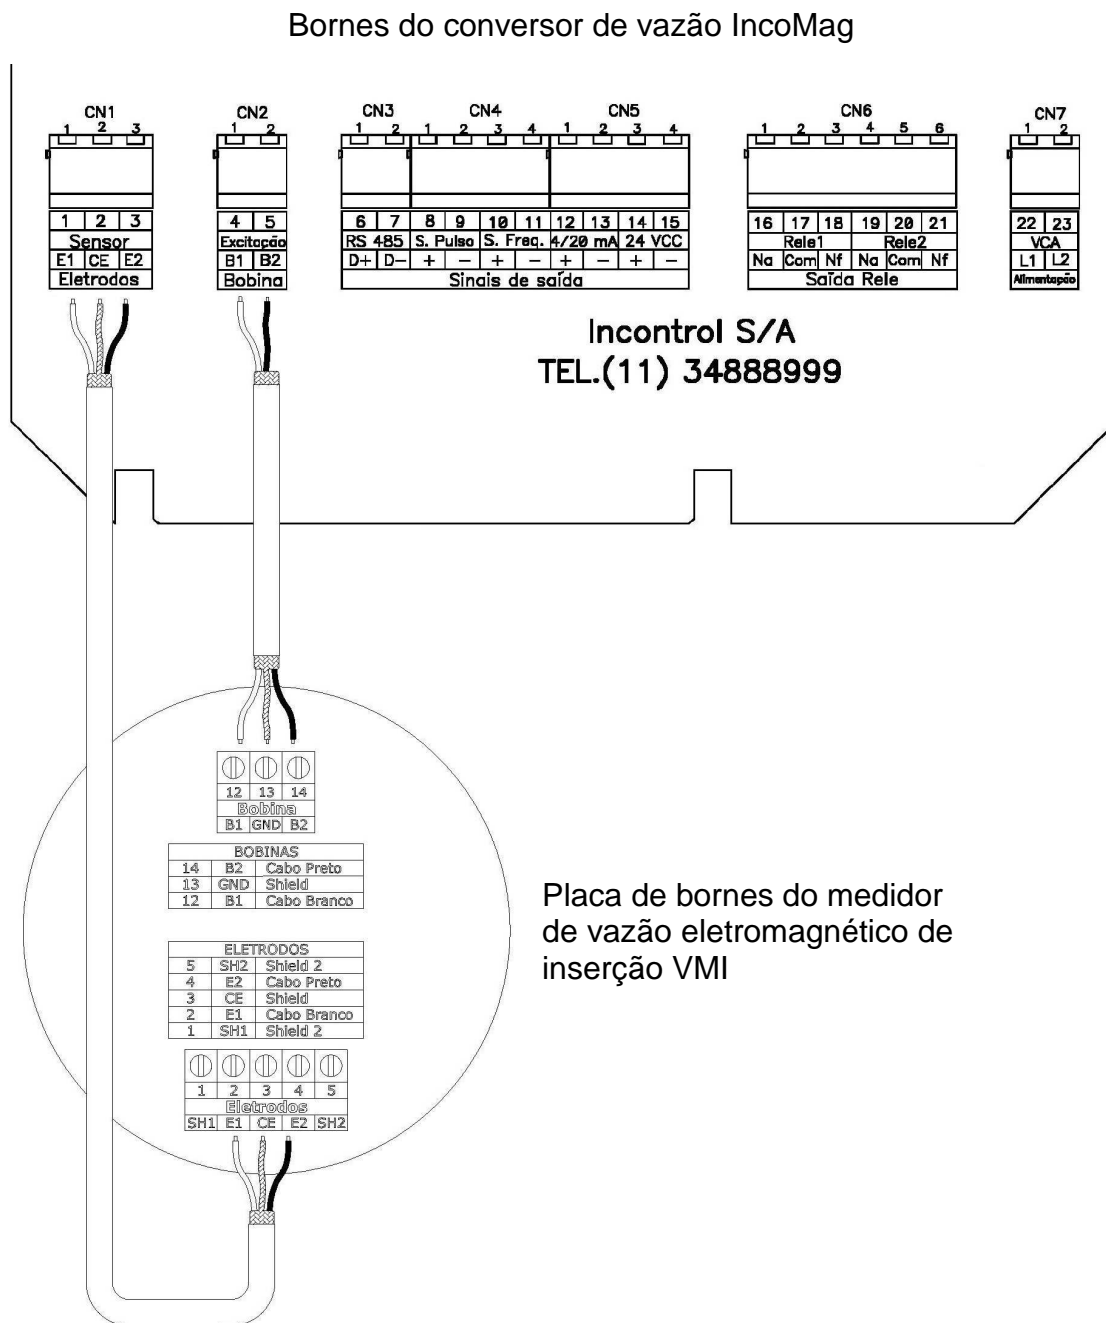 Bornes do conversor de vazão IncoMag
CN1 CN2 CN3 CN4 CN5 CN6 CN7
1 2 3 1 2 1 2 1 2 3 4 1 2 3 4 1 2 3 4 5 6 1 2
1 2 3 4 5 6 7 8 9 10 11 12 13 14 15 16 17 18 19 20 21 22 23
Sensor Excitação RS 485 S. Pulso S. Freq. 4/20 mA 24 VCC Rele1 Rele2 VCA
E1 CE E2 B1 B2 D+ D- + - + - + - + - Na Com Nf Na Com Nf L1 L2
Eletrodos Bobina Sinais de saída Saída Rele Alimentação
Incontrol S/A
TEL.(11) 34888999
12 13 14
Bobina
B1 GND B2
BOBINAS
14 B2 Cabo Preto
13 GND Shield
12 B1 Cabo Branco
Placa de bornes do medidor
de vazão eletromagnético de
inserção VMI
ELETRODOS
5 SH2 Shield 2
4 E2 Cabo Preto
3 CE Shield
2 E1 Cabo Branco
1 SH1 Shield 2
1 2 3 4 5
Eletrodos
SH1 E1 CE E2 SH2